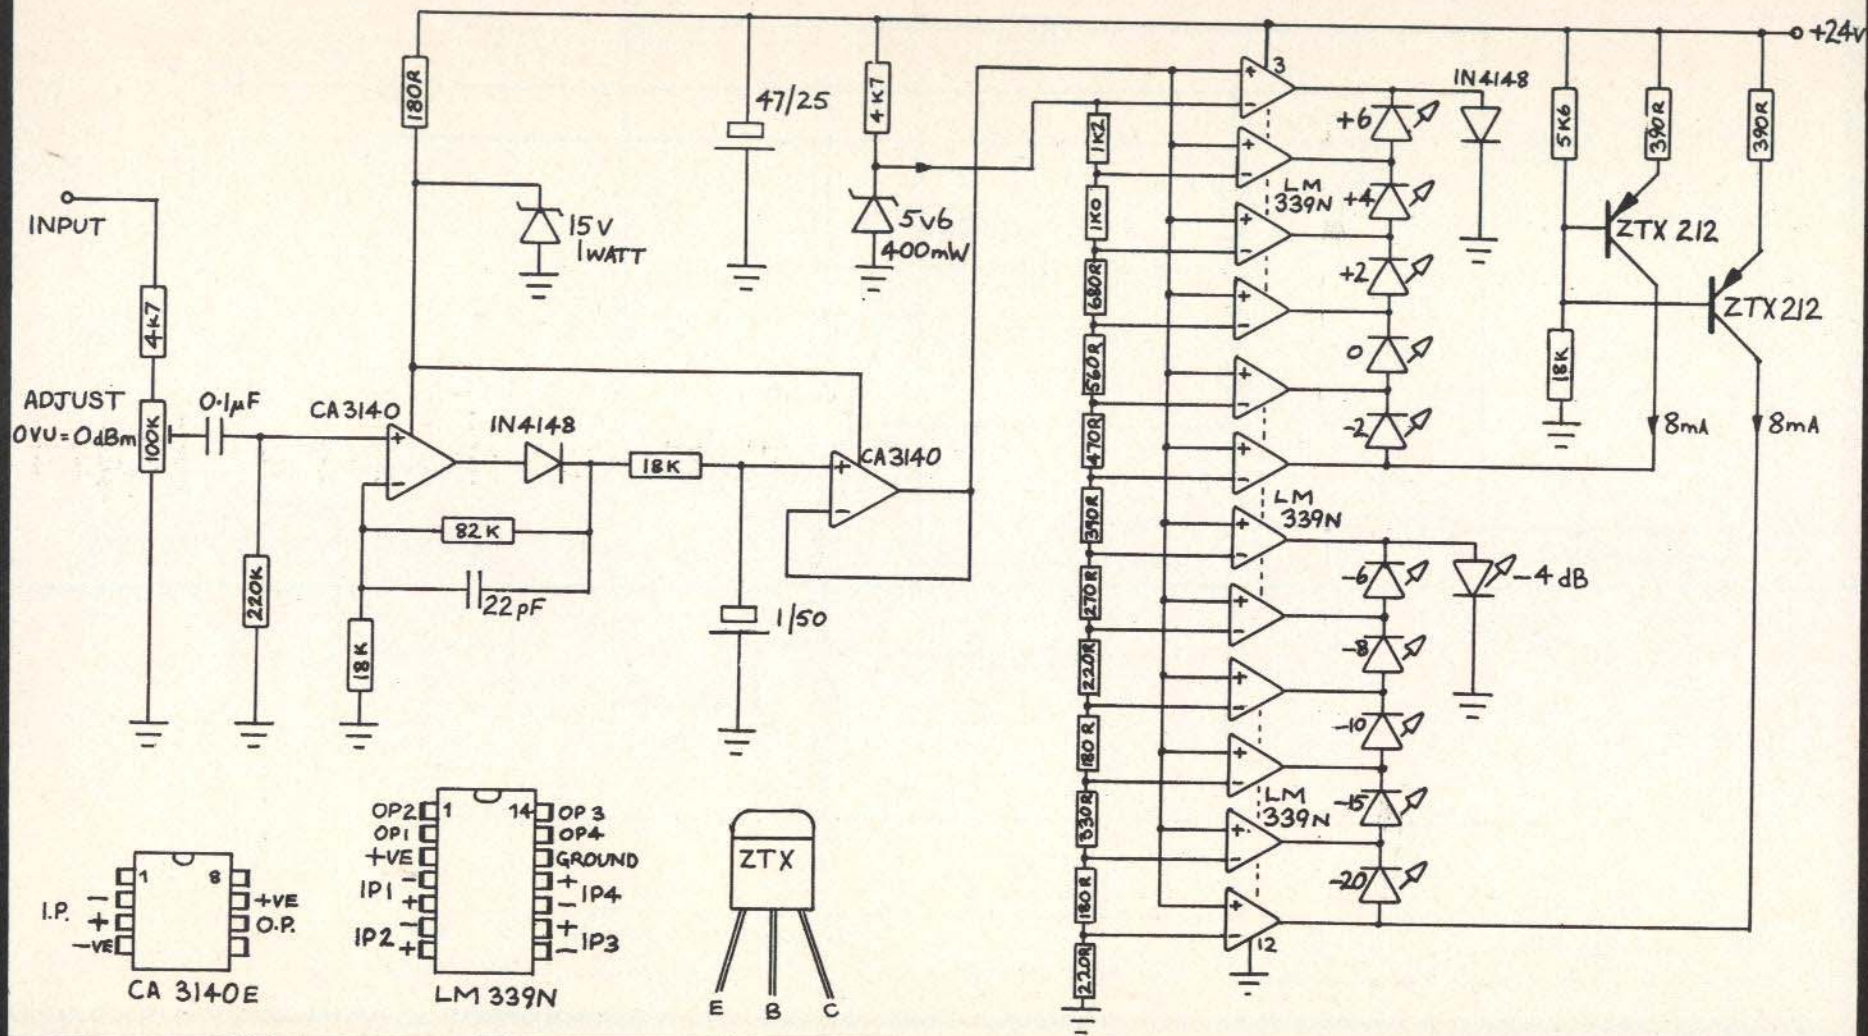 +24V
180R
47/25
4K7
3
IN4148
1K2
+6
5K6
390R
390R
LM
339N
+4
INPUT
15V
1WATT
5V6
400mW
1K0
ZTX 212
680R
+2
ZTX212
4K7
560R
0
18K
ADJUST
0VU=0dBm
100K
0.1µF
CA3140
IN4148
-2
8mA
8mA
18K
CA3140
470R
LM
339N
390R
82K
22pF
270R
-6
-4dB
220K
1/50
18K
220R
-8
180R
-10
LM
339N
330R
-15
180R
-20
220R
12
OP2
1
14
OP3
OP1
OP4
+VE
GROUND
IP1
-
+
+
-
IP4
IP2
-
+
+
-
IP3
LM 339N
1
8
I.P.
-
+
-VE
+VE
O.P.
CA 3140E
ZTX
E B C